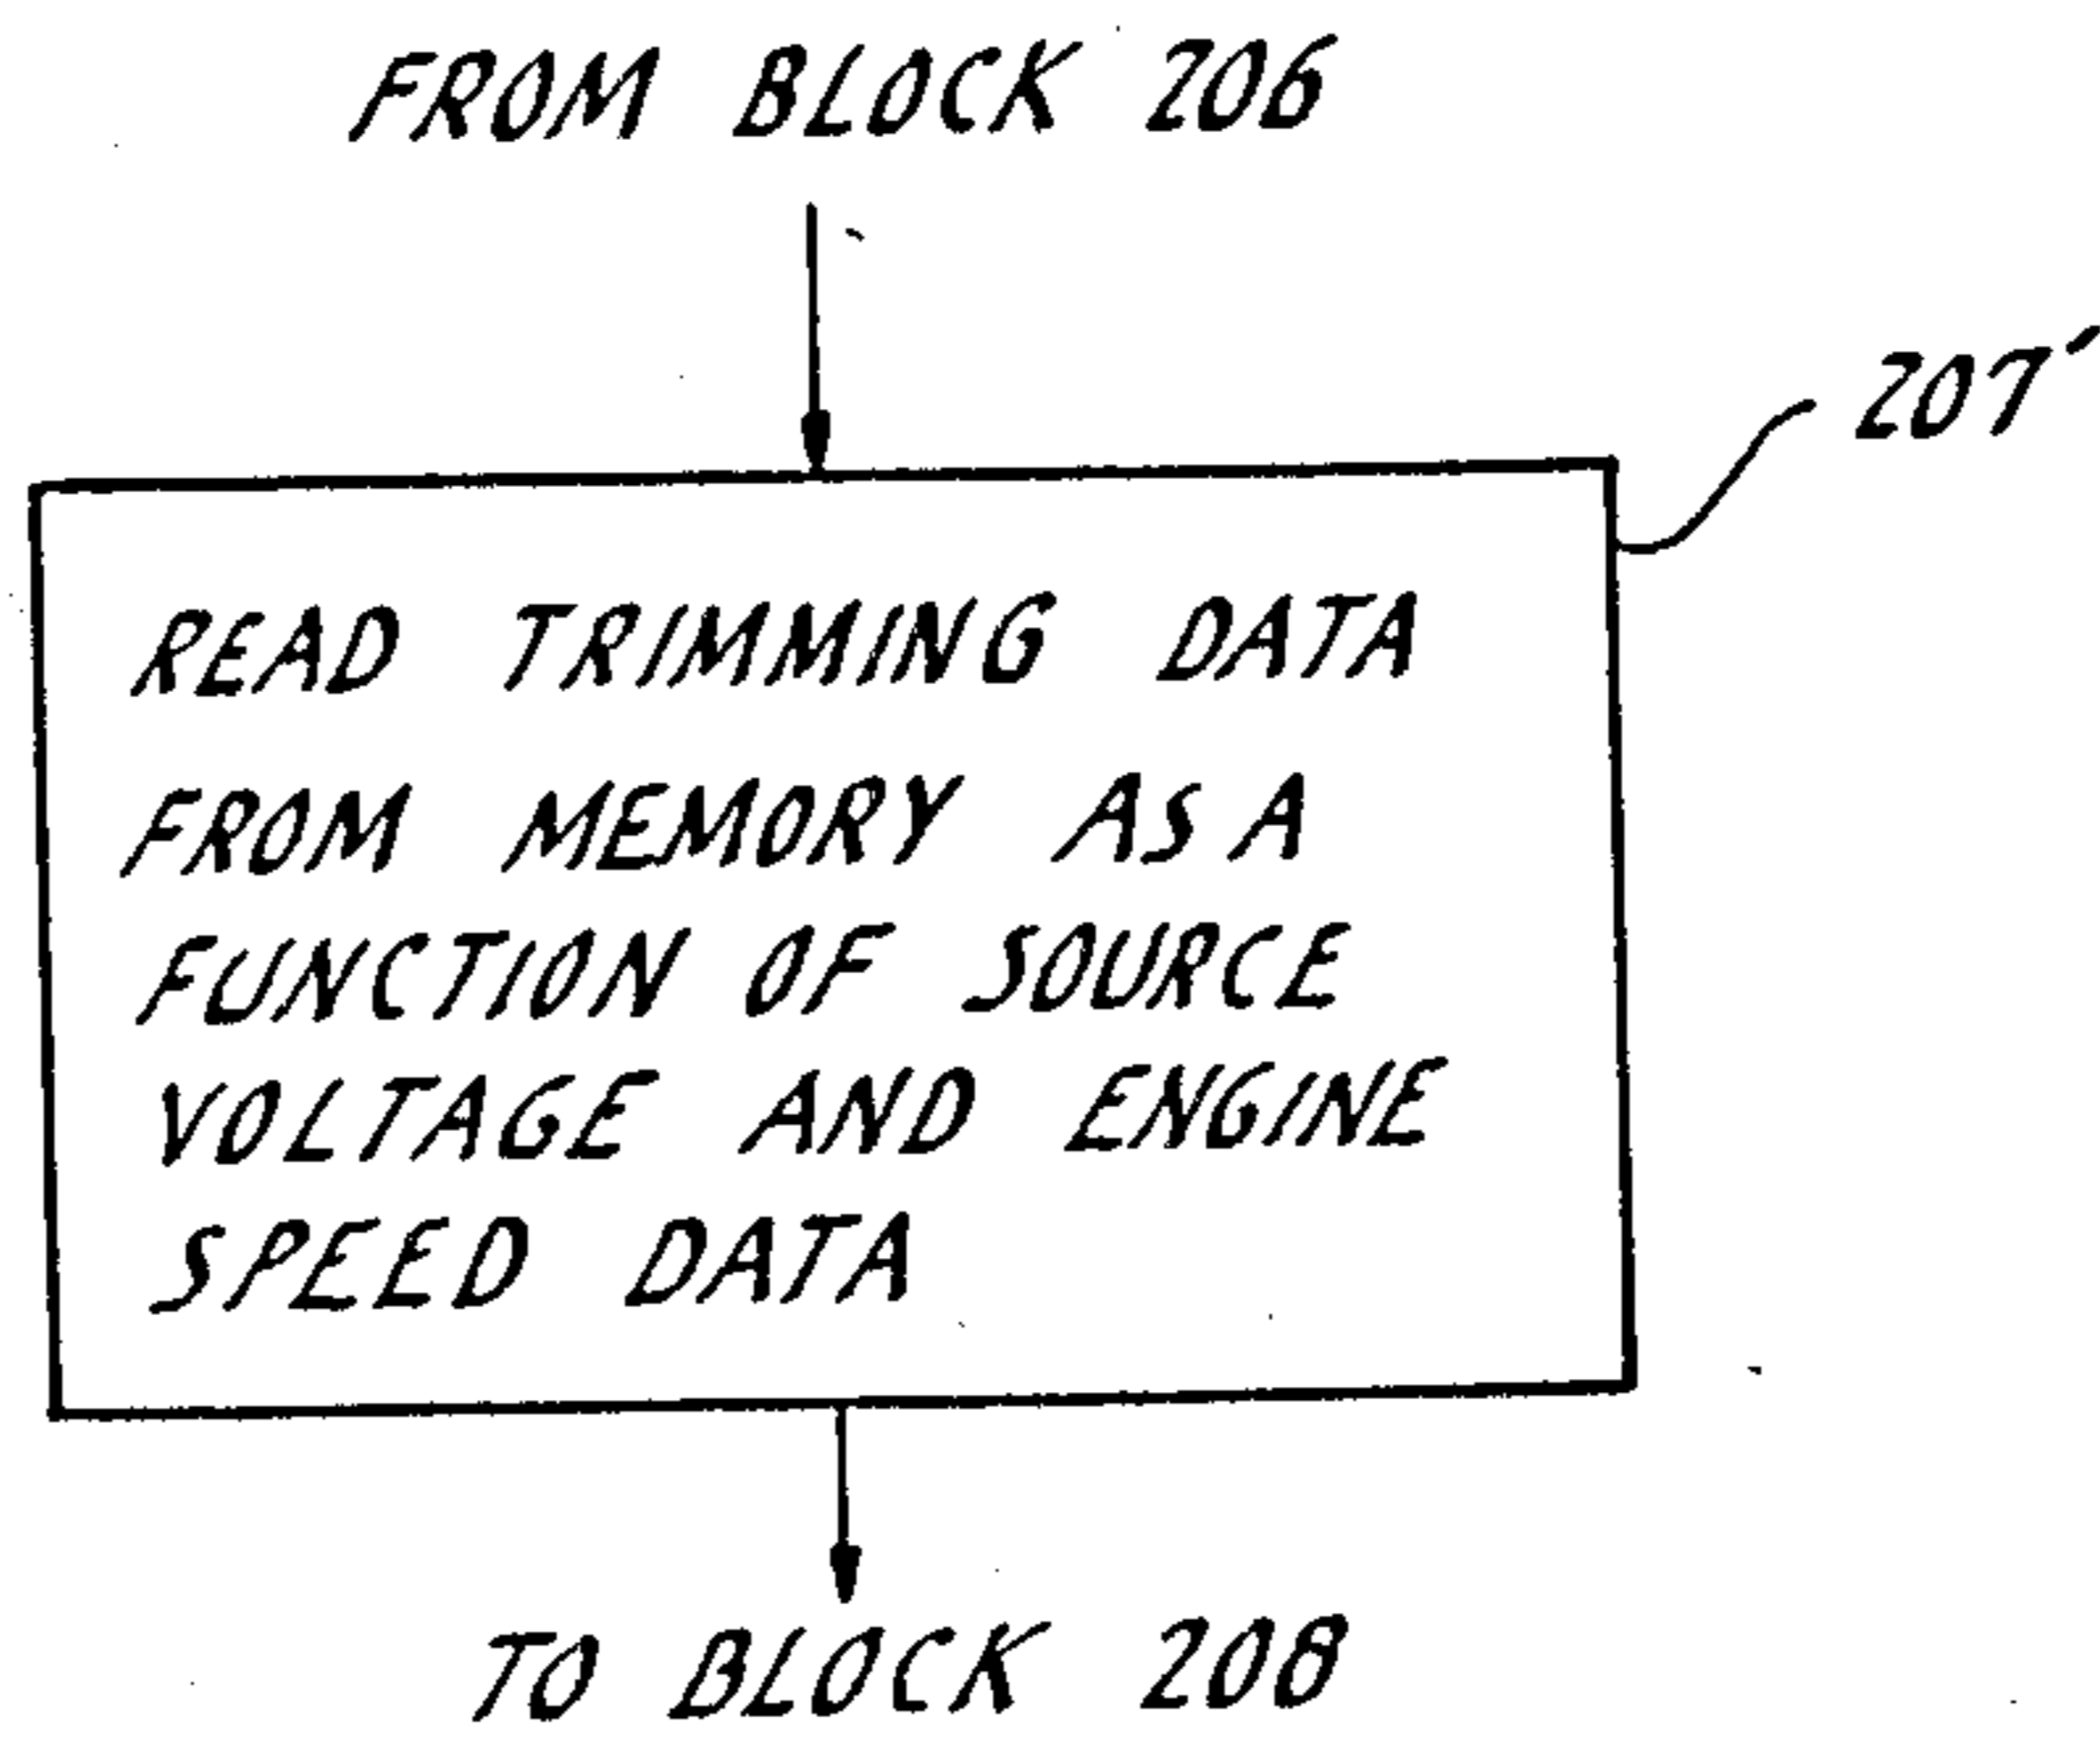 FROM BLOCK 206
207'
READ TRIMMING DATA
FROM MEMORY AS A
FUNCTION OF SOURCE
VOLTAGE AND ENGINE
SPEED DATA
TO BLOCK 208